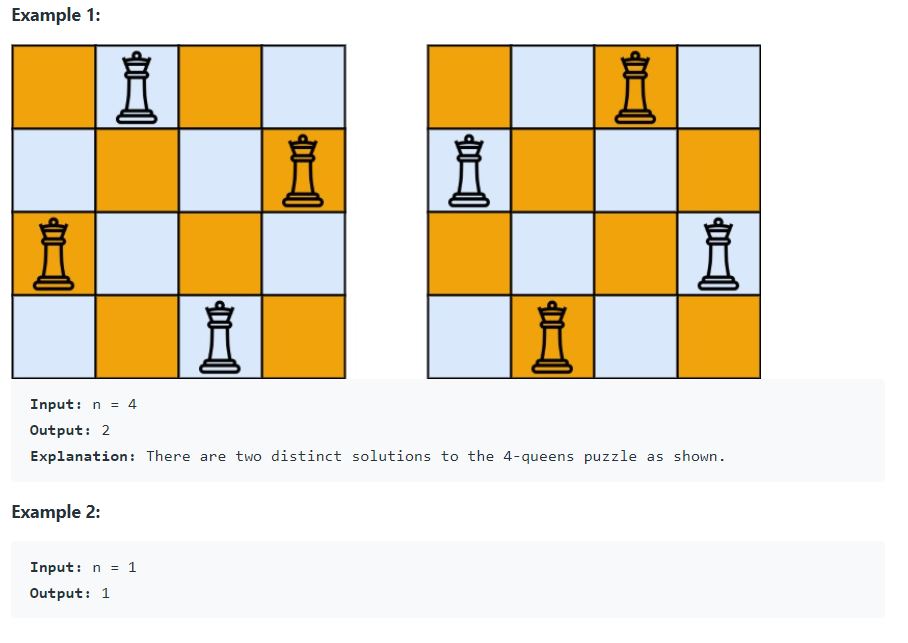 Example 1:
Input: n = 4
Output: 2
Explanation: There are two distinct solutions to the 4-queens puzzle as shown.
Example 2:
Input: n = 1
Output: 1